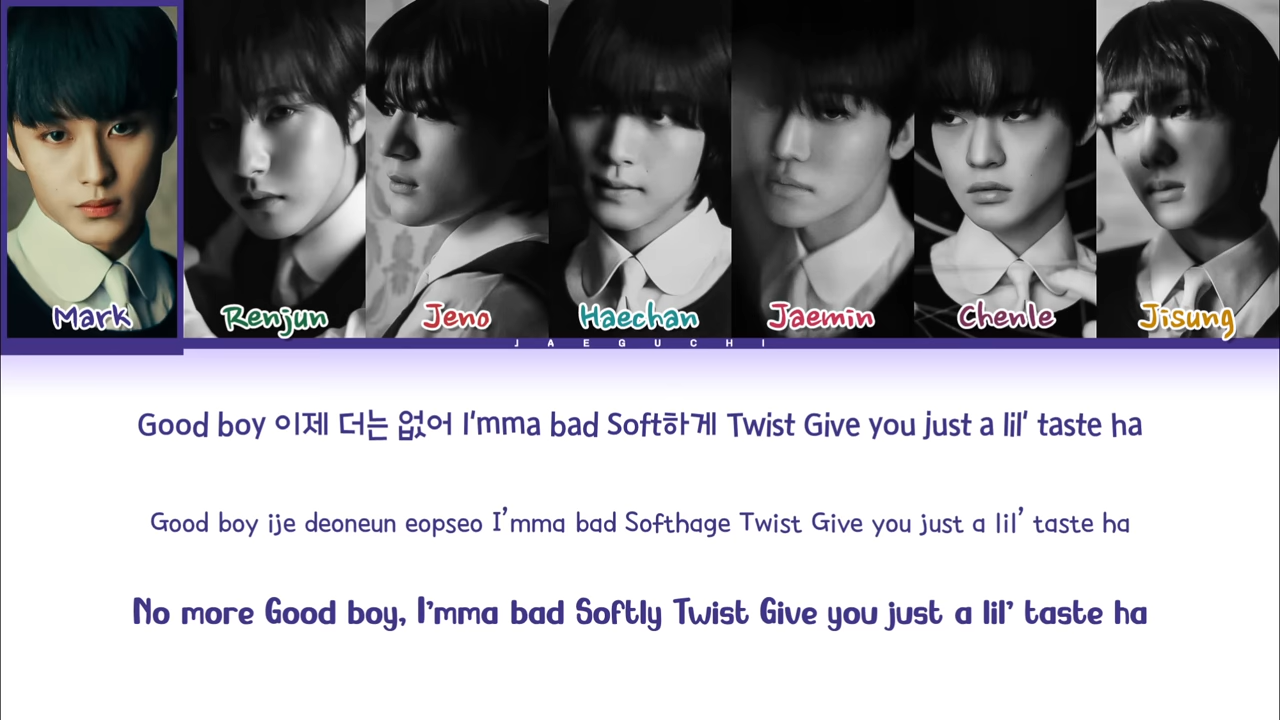 Mark Renjun Jeno Haechan Jaemin Chenle Jisung
JAEGUCHI
Good boy 이제 더는 없어 I'mma bad Soft하게 Twist Give you just a lil' taste ha
Good boy ije deoneun eopseo I'mma bad Softhage Twist Give you just a lil' taste ha
No more Good boy, I'mma bad Softly Twist Give you just a lil' taste ha